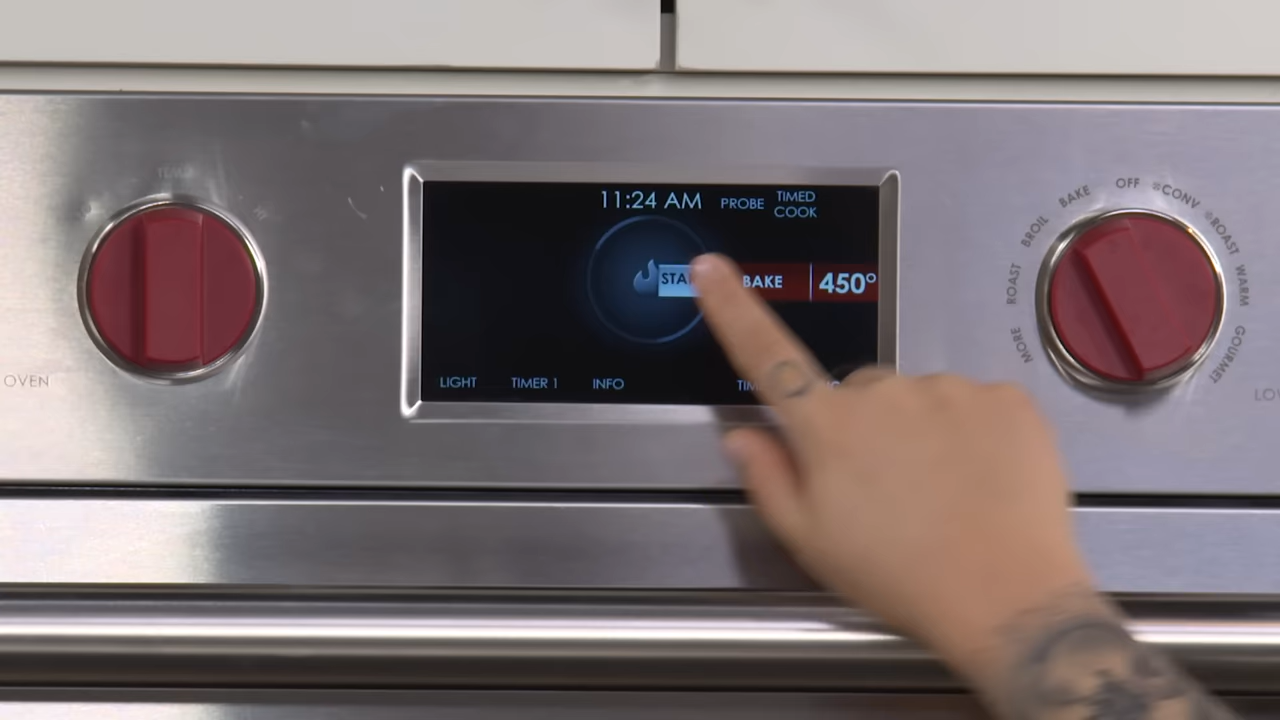 TEMP
11:24 AM
PROBE
TIMED
COOK
BAKE
450°
LIGHT
TIMER 1
INFO
OVEN
MORE
ROAST
BROIL
BAKE
OFF
CONV
ROAST
WARM
GOURMET